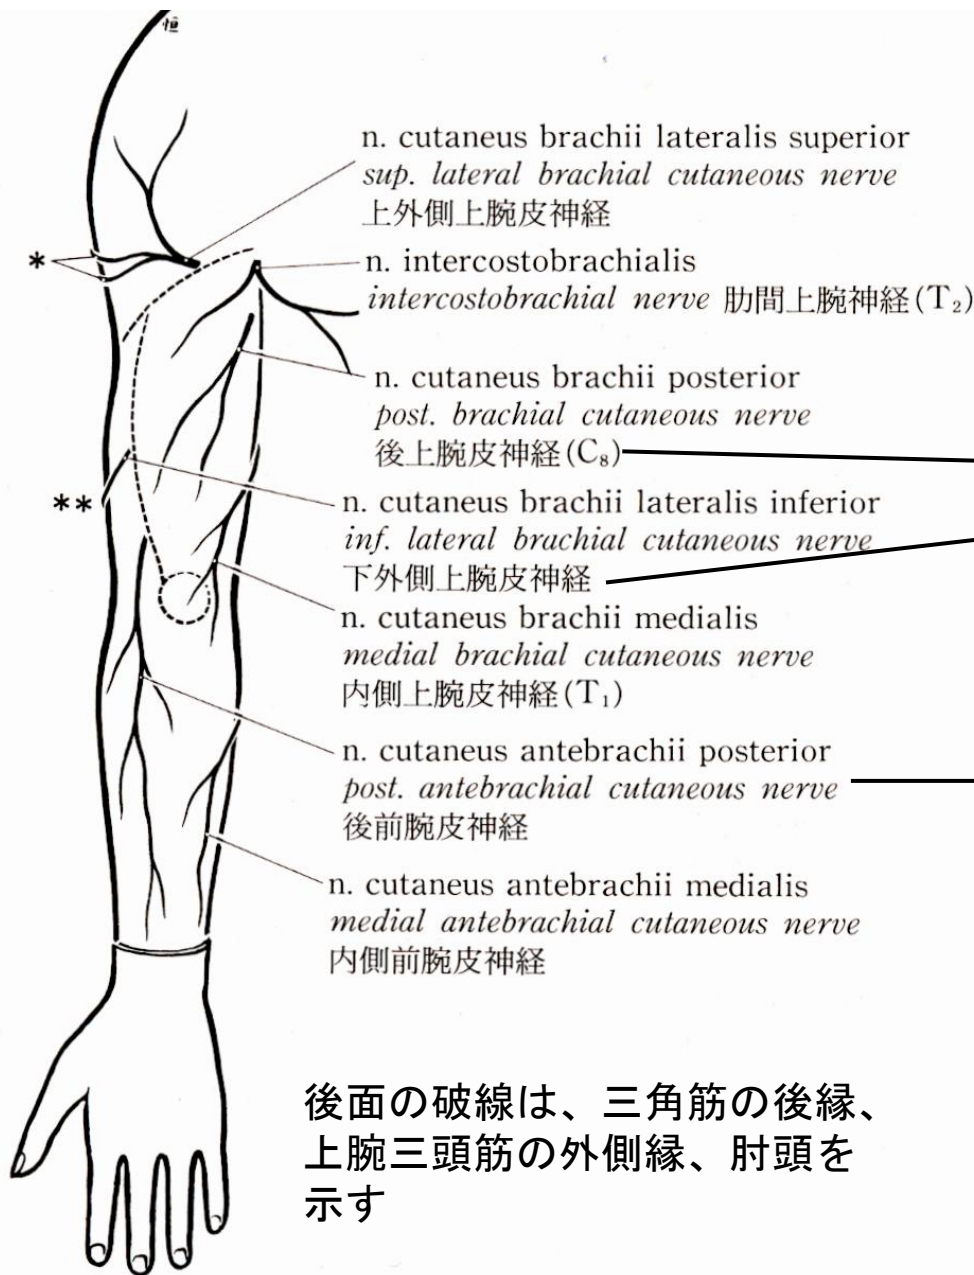 恒
n. cutaneus brachii lateralis superior
sup. lateral brachial cutaneous nerve
上外側上腕皮神経
*
n. intercostobrachialis
intercostobrachial nerve 肋間上腕神経(T₂)
n. cutaneus brachii posterior
post. brachial cutaneous nerve
後上腕皮神経(C₈)
**
n. cutaneus brachii lateralis inferior
inf. lateral brachial cutaneous nerve
下外側上腕皮神経
n. cutaneus brachii medialis
medial brachial cutaneous nerve
内側上腕皮神経(T₁)
n. cutaneus antebrachii posterior
post. antebrachial cutaneous nerve
後前腕皮神経
n. cutaneus antebrachii medialis
medial antebrachial cutaneous nerve
内側前腕皮神経
後面の破線は、三角筋の後縁、
上腕三頭筋の外側縁、肘頭を
示す